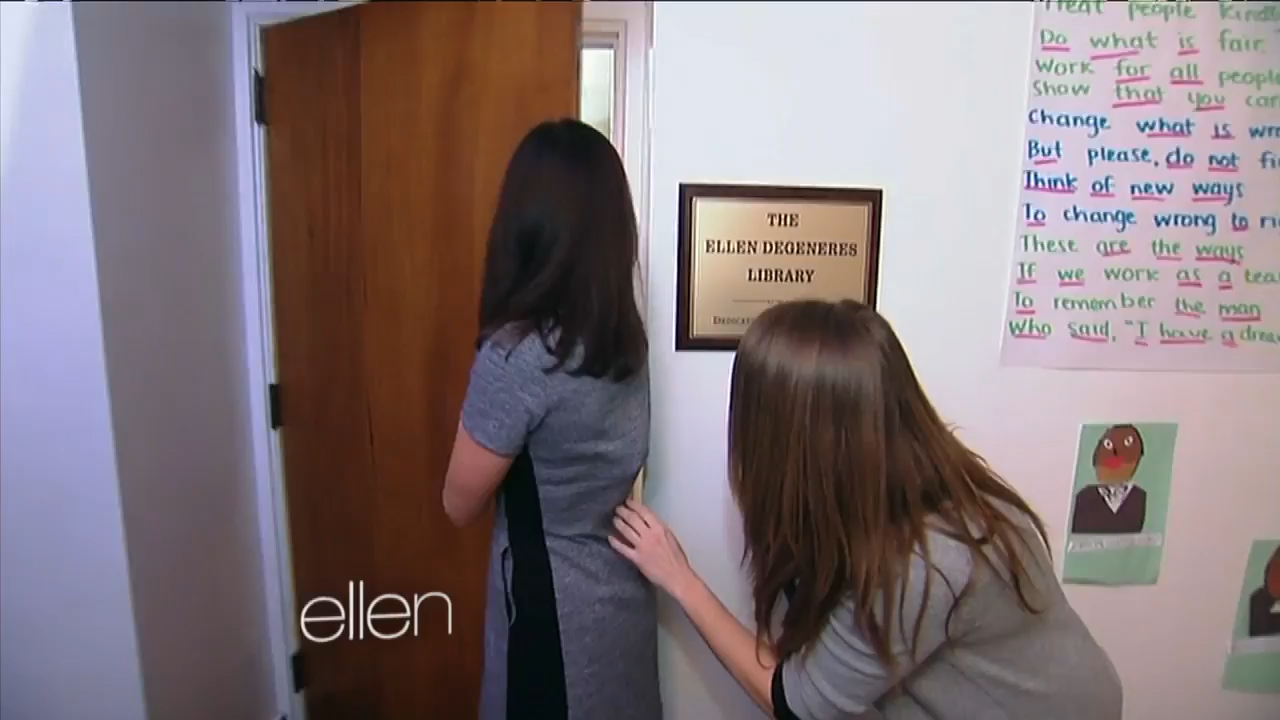 THE
ELLEN DEGENERES
LIBRARY
Treat people kindly
Do what is fair
Work for all people
Show that you car
Change what is wr
But please, do not fi
Think of new ways
To change wrong to ri
These are the ways
If we work as a tea
To remember the man
Who said, "I have a drea
ellen